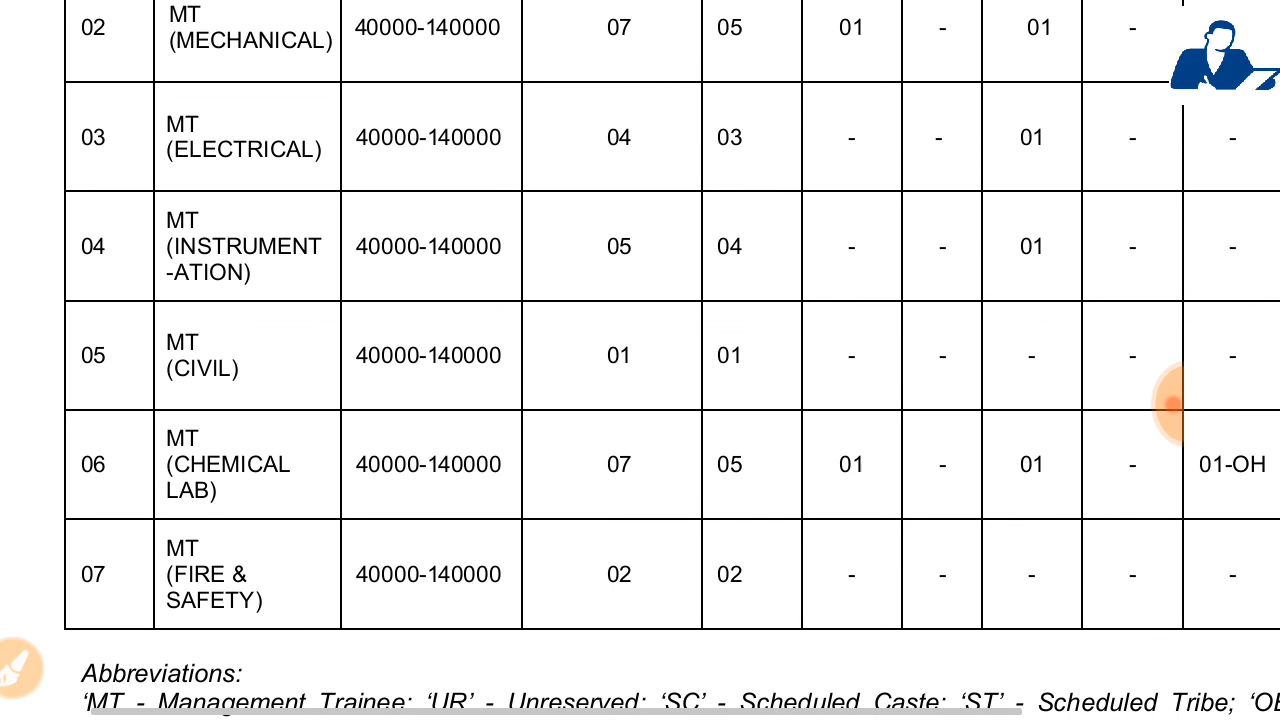 02 MT (MECHANICAL) 40000-140000 07 05 01 - 01 -
03 MT (ELECTRICAL) 40000-140000 04 03 - - 01 - -
04 MT (INSTRUMENT -ATION) 40000-140000 05 04 - - 01 - -
05 MT (CIVIL) 40000-140000 01 01 - - - - -
06 MT (CHEMICAL LAB) 40000-140000 07 05 01 - 01 - 01-OH
07 MT (FIRE & SAFETY) 40000-140000 02 02 - - - - -
Abbreviations:
‘MT - Management Trainee; ‘UR’ - Unreserved; ‘SC’ - Scheduled Caste; ‘ST’ - Scheduled Tribe;